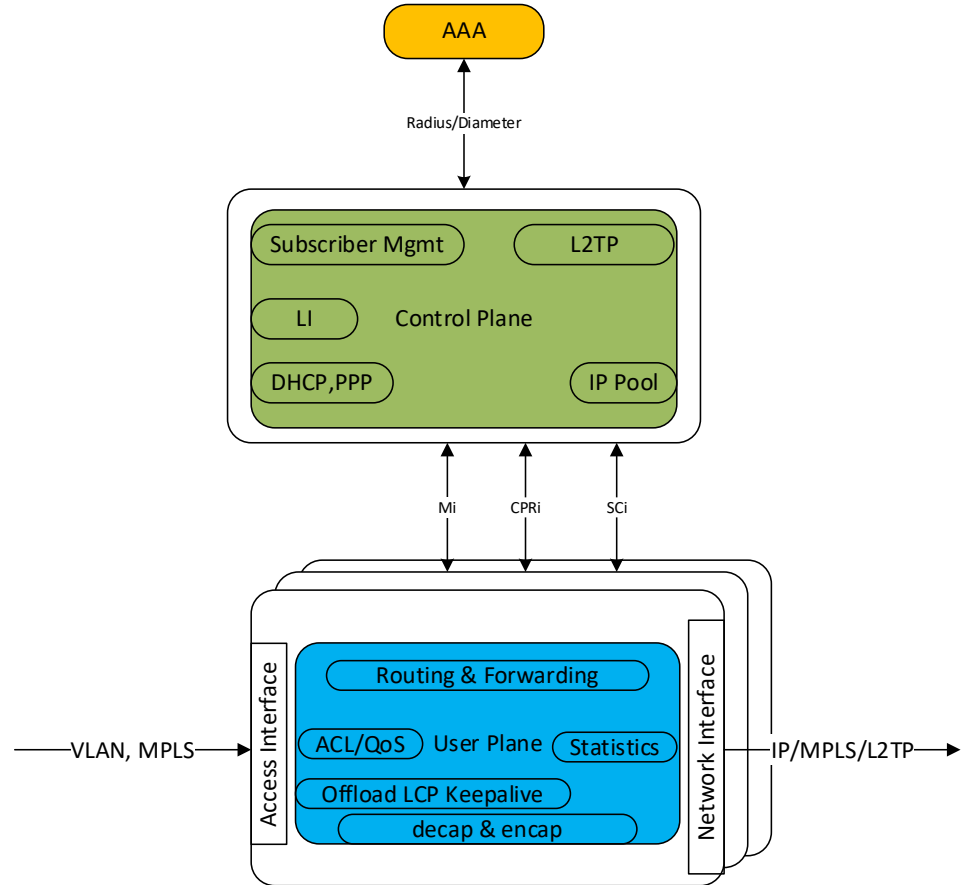 AAA
Radius/Diameter
Subscriber Mgmt
L2TP
LI
Control Plane
DHCP,PPP
IP Pool
Mi
CPRi
SCi
Access Interface
Network Interface
Routing & Forwarding
ACL/QoS
User Plane
Statistics
VLAN, MPLS
IP/MPLS/L2TP
Offload LCP Keepalive
decap & encap